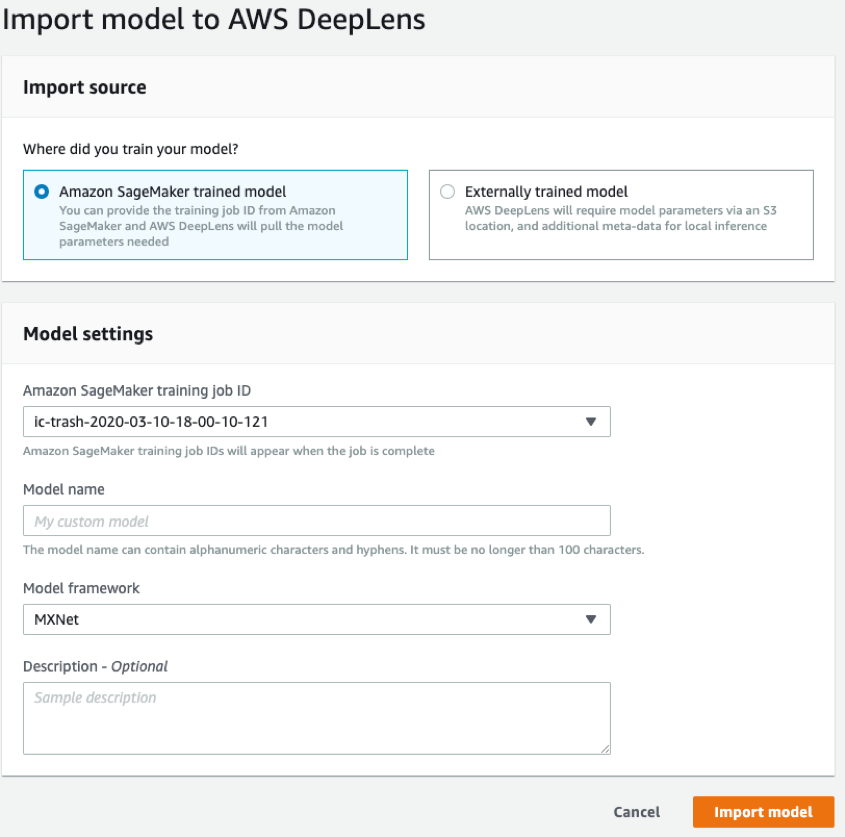 Import model to AWS DeepLens
Import source
Where did you train your model?
Amazon SageMaker trained model
You can provide the training job ID from Amazon
SageMaker and AWS DeepLens will pull the model
parameters needed
Externally trained model
AWS DeepLens will require model parameters via an S3
location, and additional meta-data for local inference
Model settings
Amazon SageMaker training job ID
ic-trash-2020-03-10-18-00-10-121
Amazon SageMaker training job IDs will appear when the job is complete
Model name
My custom model
The model name can contain alphanumeric characters and hyphens. It must be no longer than 100 characters.
Model framework
MXNet
Description - Optional
Sample description
Cancel
Import model